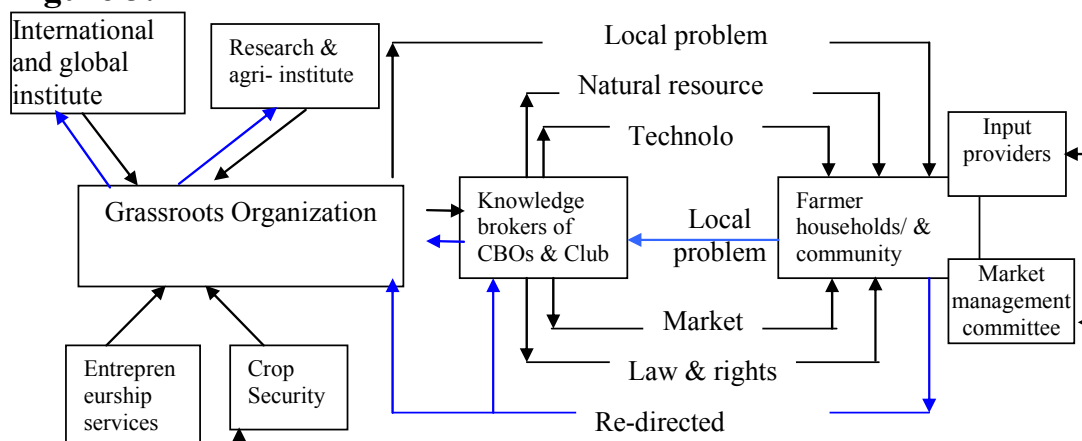 International
and global
institute
Research &
agri- institute
Local problem
Natural resource
Technolo
Input
providers
Grassroots Organization
Knowledge
brokers of
CBOs & Club
Local
problem
Farmer
households/ &
community
Market
management
committee
Market
Law & rights
Re-directed
Entrepren
eurship
services
Crop
Security